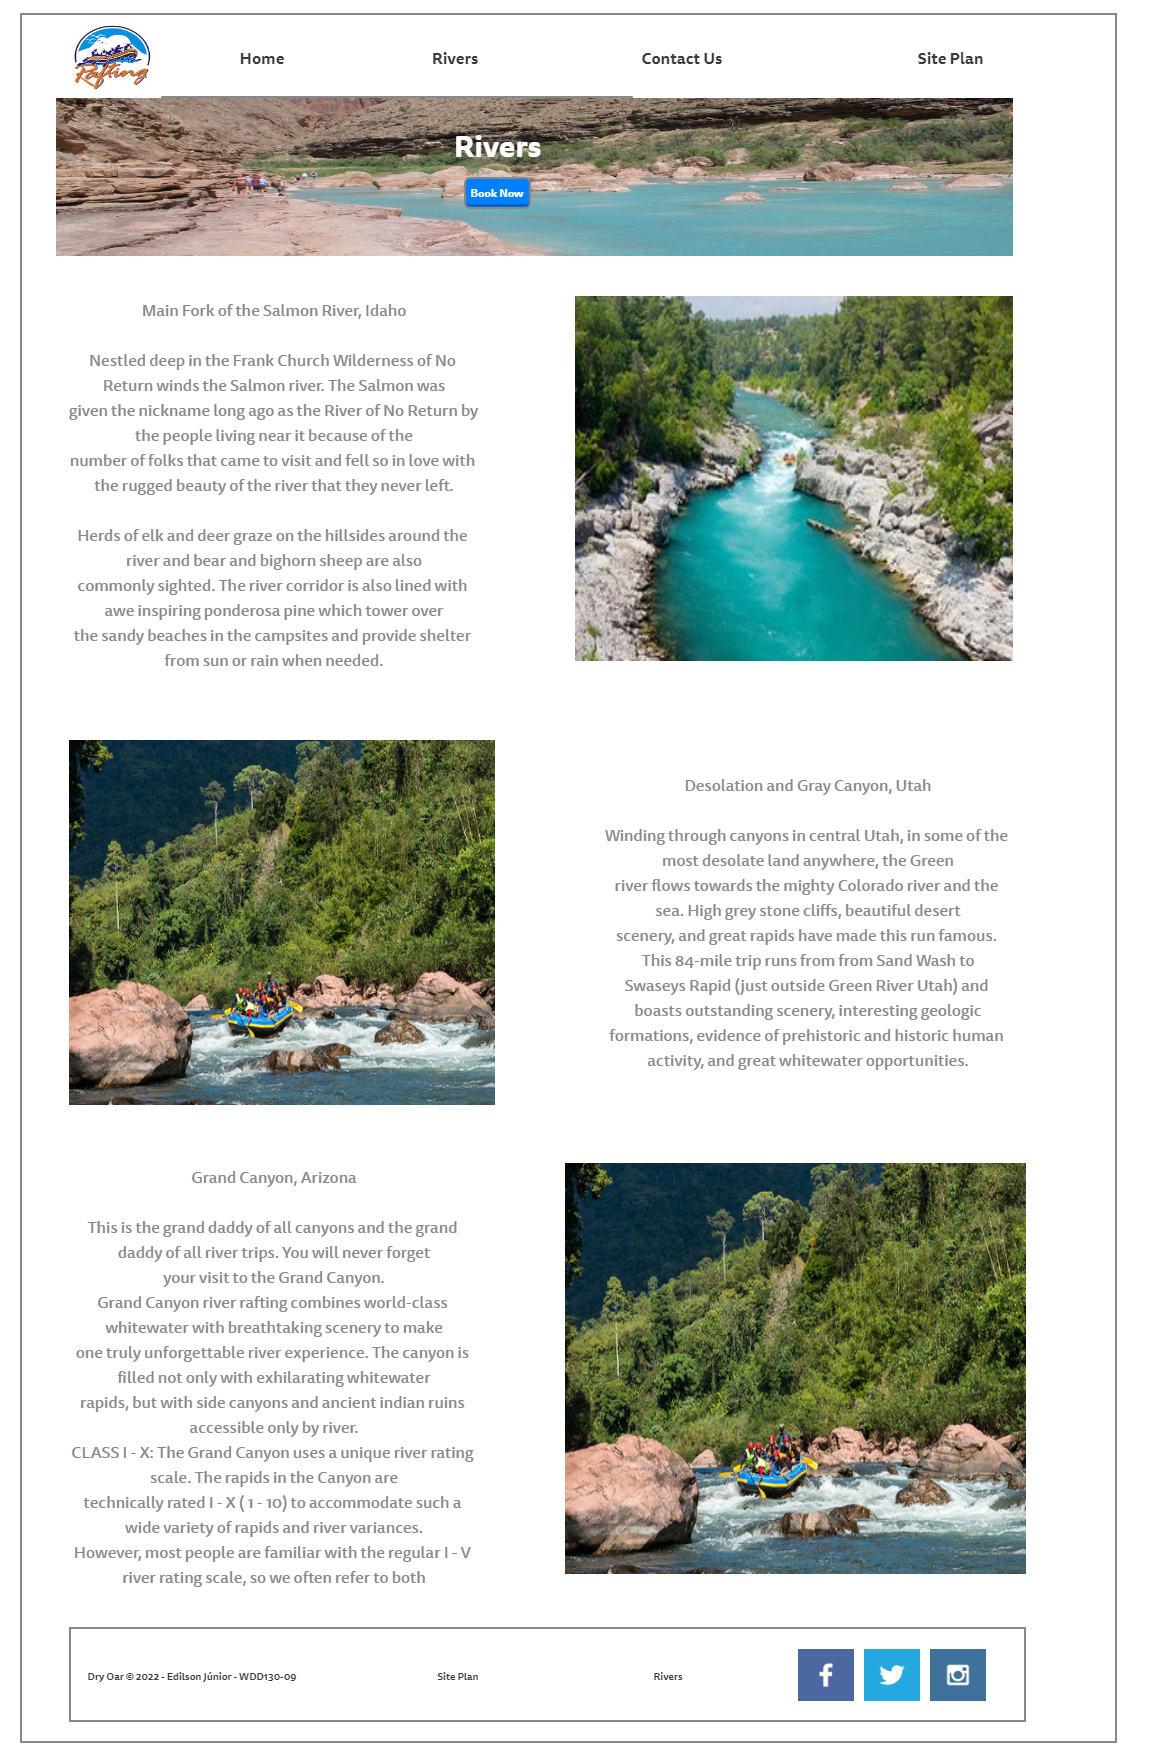 Rafting
Home
Rivers
Contact Us
Site Plan
Rivers
Book Now
Main Fork of the Salmon River, Idaho
Nestled deep in the Frank Church Wilderness of No
Return winds the Salmon river. The Salmon was
given the nickname long ago as the River of No Return by
the people living near it because of the
number of folks that came to visit and fell so in love with
the rugged beauty of the river that they never left.
Herds of elk and deer graze on the hillsides around the
river and bear and bighorn sheep are also
commonly sighted. The river corridor is also lined with
awe inspiring ponderosa pine which tower over
the sandy beaches in the campsites and provide shelter
from sun or rain when needed.
Desolation and Gray Canyon, Utah
Winding through canyons in central Utah, in some of the
most desolate land anywhere, the Green
river flows towards the mighty Colorado river and the
sea. High grey stone cliffs, beautiful desert
scenery, and great rapids have made this run famous.
This 84-mile trip runs from from Sand Wash to
Swaseys Rapid (just outside Green River Utah) and
boasts outstanding scenery, interesting geologic
formations, evidence of prehistoric and historic human
activity, and great whitewater opportunities.
Grand Canyon, Arizona
This is the grand daddy of all canyons and the grand
daddy of all river trips. You will never forget
your visit to the Grand Canyon.
Grand Canyon river rafting combines world-class
whitewater with breathtaking scenery to make
one truly unforgettable river experience. The canyon is
filled not only with exhilarating whitewater
rapids, but with side canyons and ancient indian ruins
accessible only by river.
CLASS I - X: The Grand Canyon uses a unique river rating
scale. The rapids in the Canyon are
technically rated I - X ( 1 - 10) to accommodate such a
wide variety of rapids and river variances.
However, most people are familiar with the regular I - V
river rating scale, so we often refer to both
Dry Oar © 2022 - Edilson Júnior - WDD130-09
Site Plan
Rivers